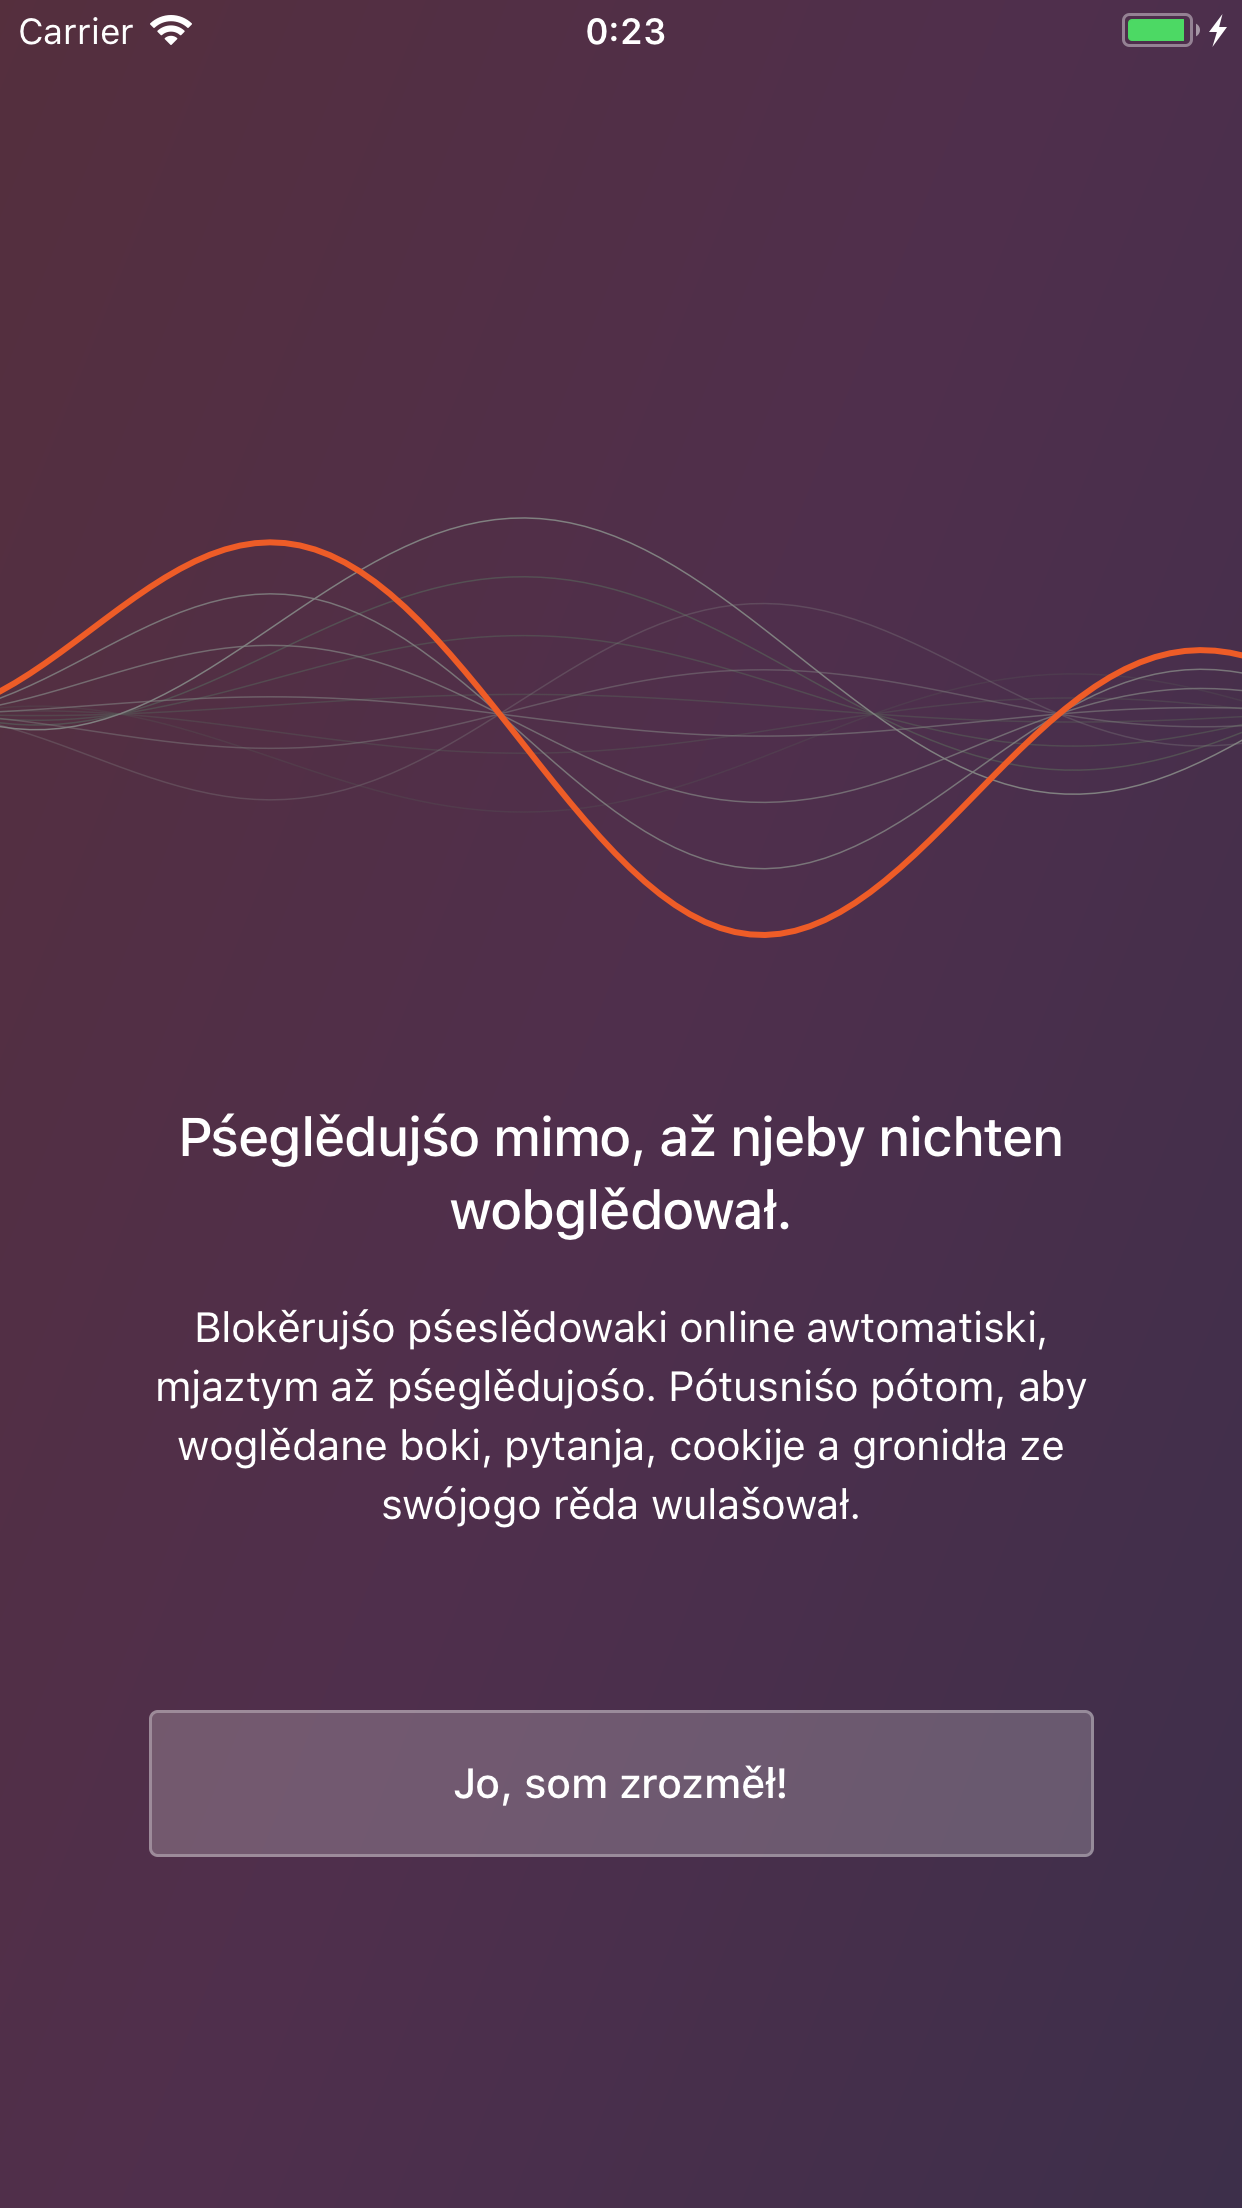 Carrier
0:23
Pśeglědujśo mimo, až njeby nichten
wobglědował.
Blokěrujśo pśeslědowaki online awtomatiski,
mjaztym až pśeglědujośo. Pótusniśo pótom, aby
woglědane boki, pytanja, cookije a gronidła ze
swójogo rěda wulašował.
Jo, som zrozměł!